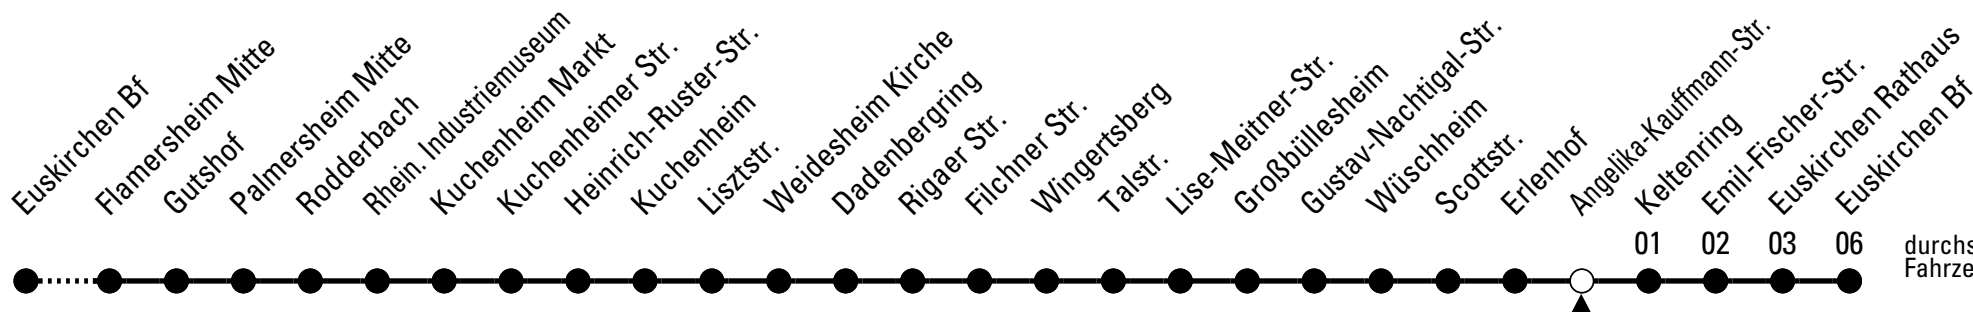 Euskirchen Bf
Flamersheim Mitte
Gutshof
Palmersheim Mitte
Rodderbach
Rhein. Industriemuseum
Kuchenheim Markt
Kuchenheimer Str.
Heinrich-Ruster-Str.
Kuchenheim
Lisztstr.
Weidesheim Kirche
Dadenbergring
Rigaer Str.
Filchner Str.
Wingertsberg
Talstr.
Lise-Meitner-Str.
Großbüllesheim
Gustav-Nachtigal-Str.
Wüschheim
Scottstr.
Erlenhof
Angelika-Kauffmann-Str.
Keltenring
Emil-Fischer-Str.
Euskirchen Rathaus
Euskirchen Bf
01 02 03 06
durchs
Fahrze